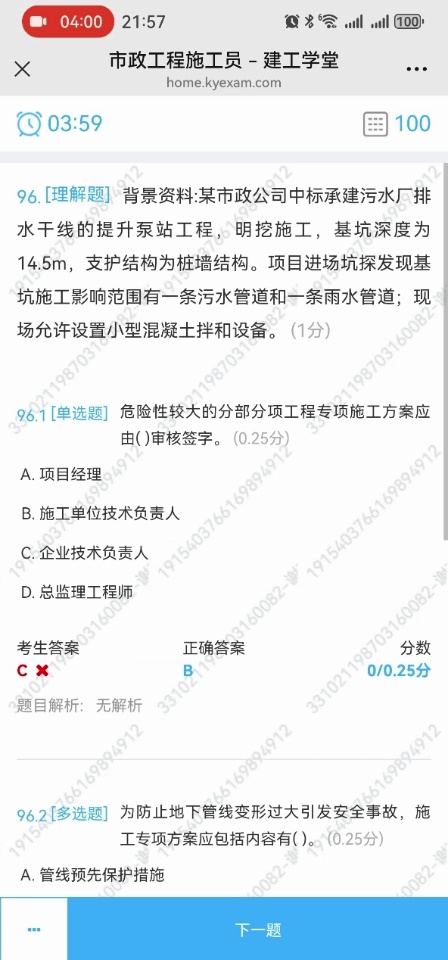 04:00 21:57 6 100
市政工程施工员 - 建工学堂
home.kyexam.com
03:59 100
96. [理解题] 背景资料:某市政公司中标承建污水厂排
水干线的提升泵站工程，明挖施工，基坑深度为
14.5m，支护结构为桩墙结构。项目进场坑探发现基
坑施工影响范围有一条污水管道和一条雨水管道；现
场允许设置小型混凝土拌和设备。(1分)
96.1 [单选题] 危险性较大的分部分项工程专项施工方案应
由( )审核签字。(0.25分)
A. 项目经理
B. 施工单位技术负责人
C. 企业技术负责人
D. 总监理工程师
考生答案 正确答案 分数
C B 0/0.25分
题目解析: 无解析
96.2 [多选题] 为防止地下管线变形过大引发安全事故，施
工专项方案应包括内容有( )。(0.25分)
A. 管线预先保护措施
下一题